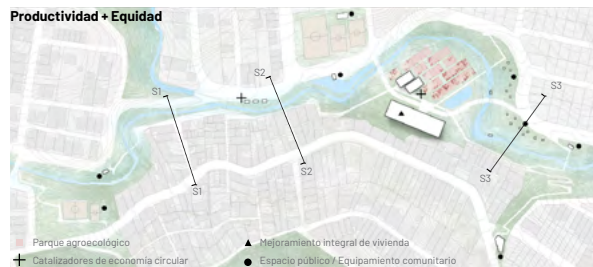 Productividad + Equidad
S1
S2
S3
S1
S2
S3
Parque agroecológico
Mejoramiento integral de vivienda
Catalizadores de economía circular
Espacio público / Equipamiento comunitario